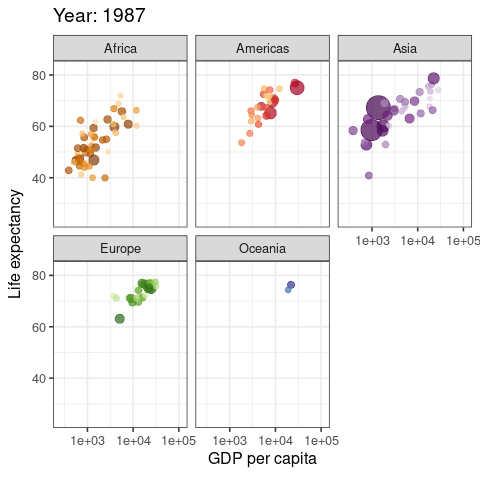 Year: 1987
Africa
Americas
Asia
80
60
40
1e+03 1e+04 1e+05
Europe
Oceania
80
60
40
1e+03 1e+04 1e+05
1e+03 1e+04 1e+05
GDP per capita
Life expectancy